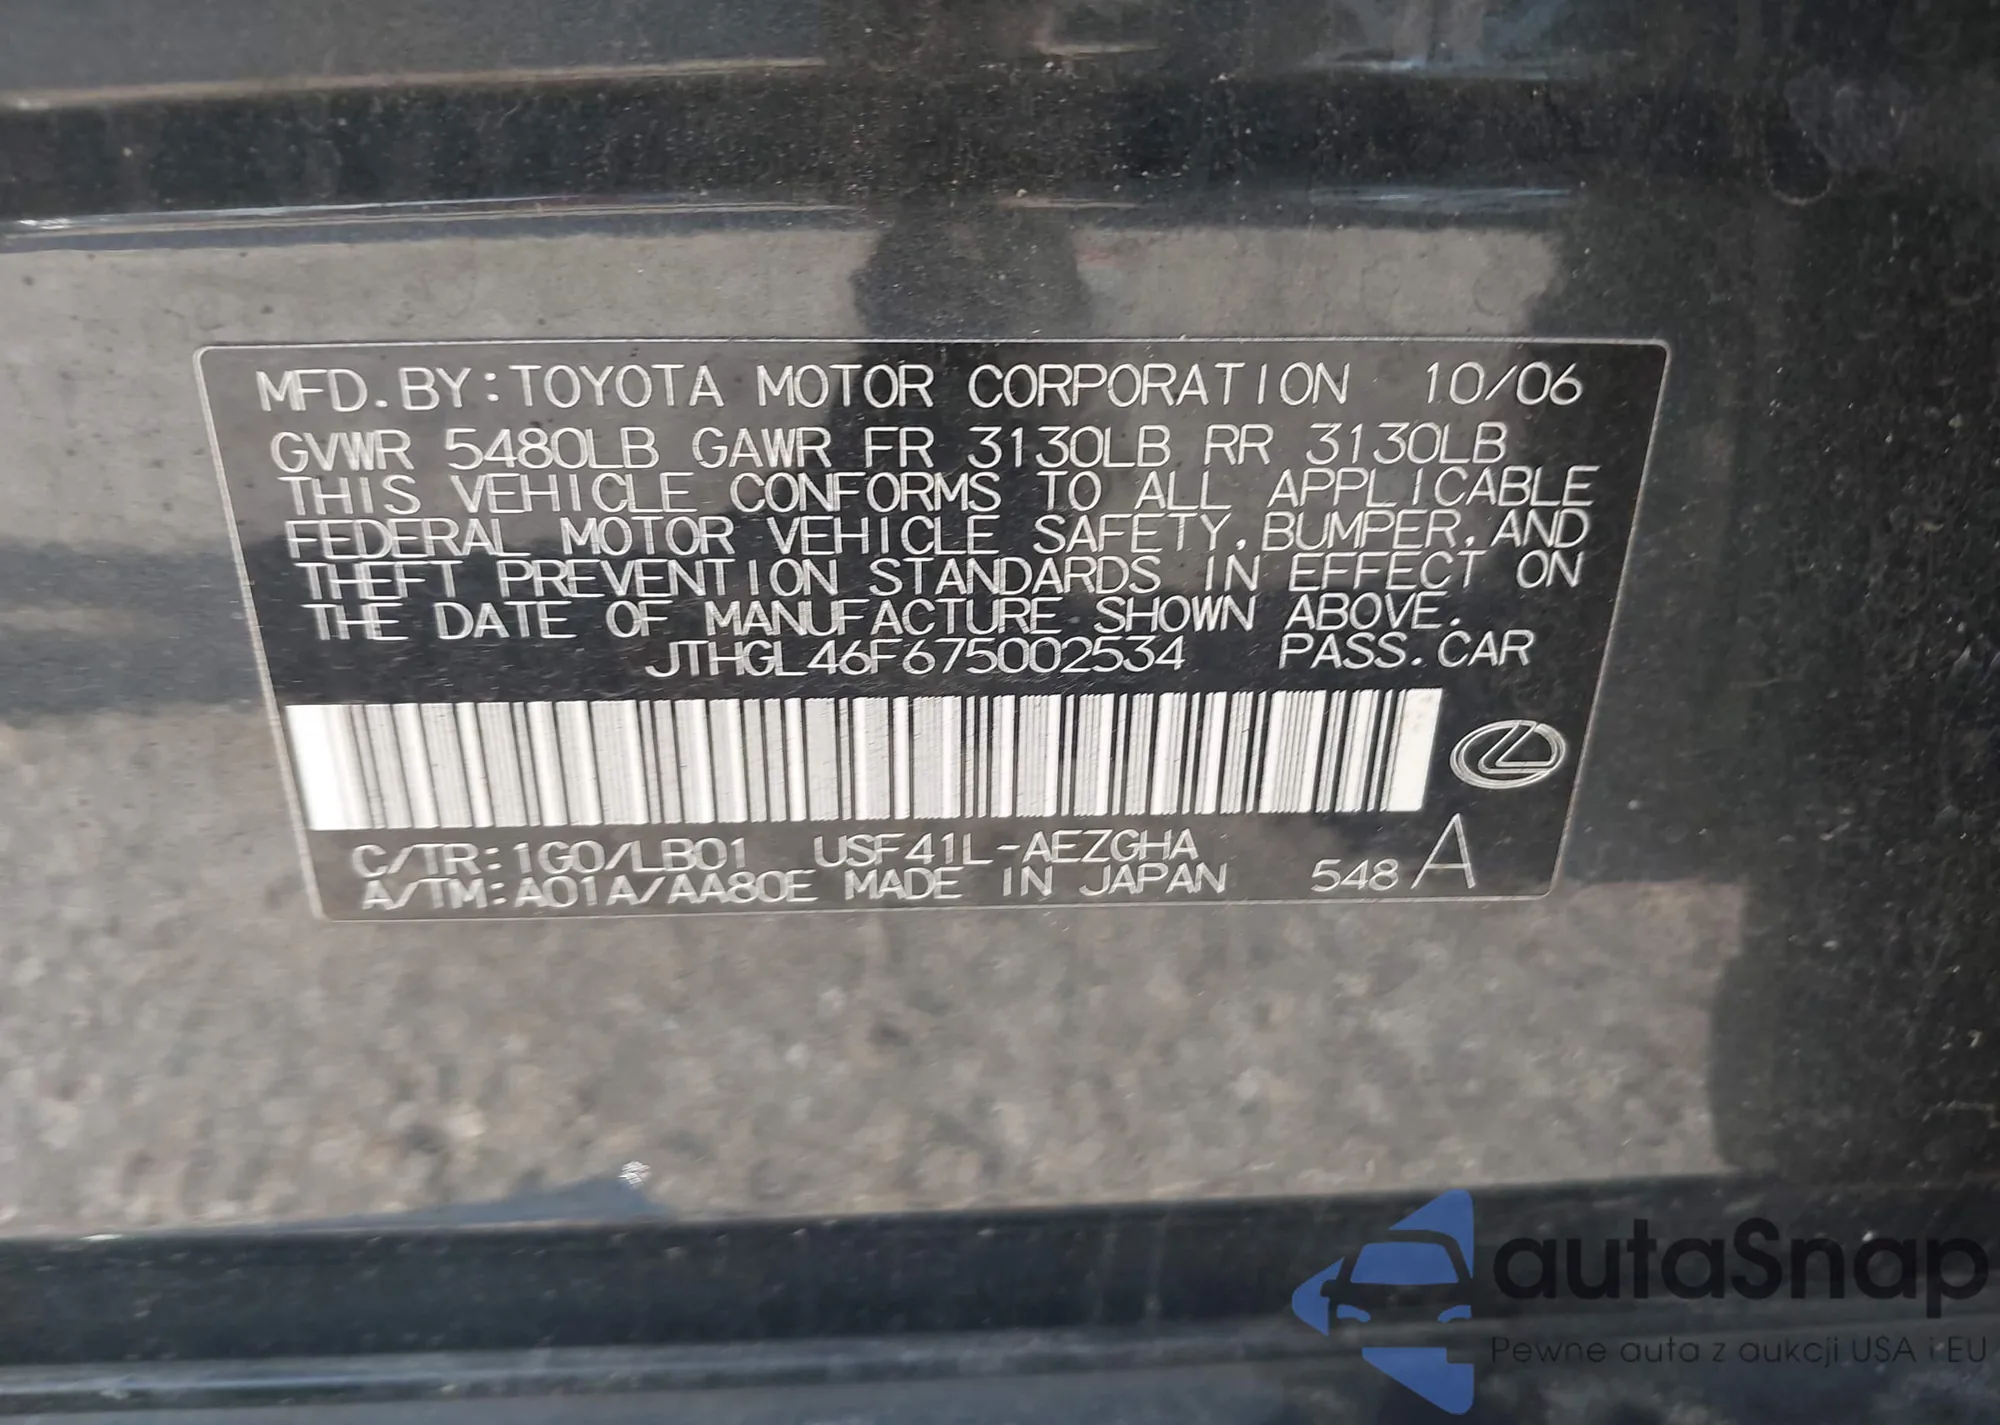 MFD.BY:TOYOTA MOTOR CORPORATION 10/06
GVWR 5480LB GAWR FR 3130LB RR 3130LB
THIS VEHICLE CONFORMS TO ALL APPLICABLE
FEDERAL MOTOR VEHICLE SAFETY,BUMPER,AND
THEFT PREVENTION STANDARDS IN EFFECT ON
THE DATE OF MANUFACTURE SHOWN ABOVE.
JTHGL46F675002534 PASS.CAR
C/TR:1G0/LB01 USF41L-AEZGHA
A/TM:A01A/AA80E MADE IN JAPAN 548 A
autaSnap
Pewne auta z aukcji USA i EU